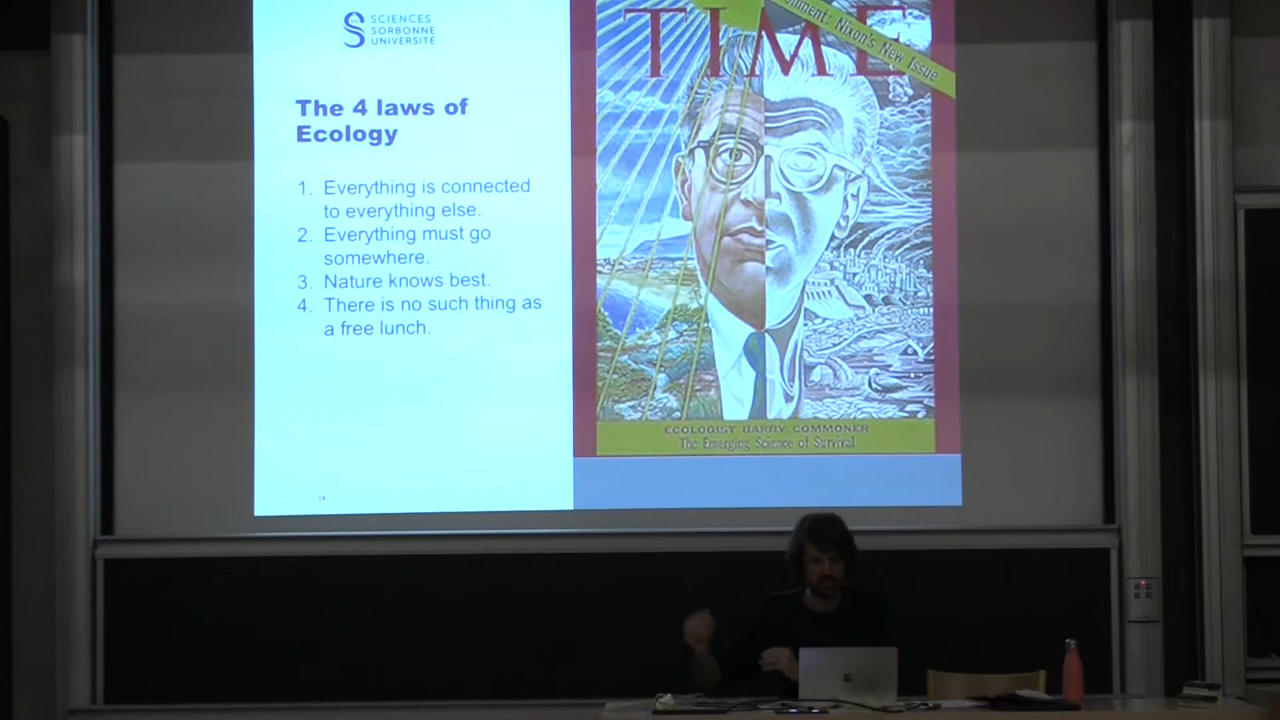 SCIENCES
SORBONNE
UNIVERSITÉ
The 4 laws of
Ecology
1. Everything is connected
to everything else.
2. Everything must go
somewhere.
3. Nature knows best.
4. There is no such thing as
a free lunch.
TIME
Nixon's New Issue
ECOLOGIST BARRY COMMONER
The Emerging Science of Survival